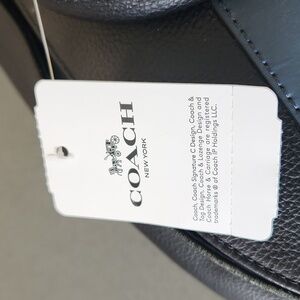 COACH
NEW YORK
Coach, Coach Signature C Design, Coach &
Tag Design, Coach & Lozenge Design and
Coach Horse & Carriage are registered
trademarks ® of Coach IP Holdings LLC.